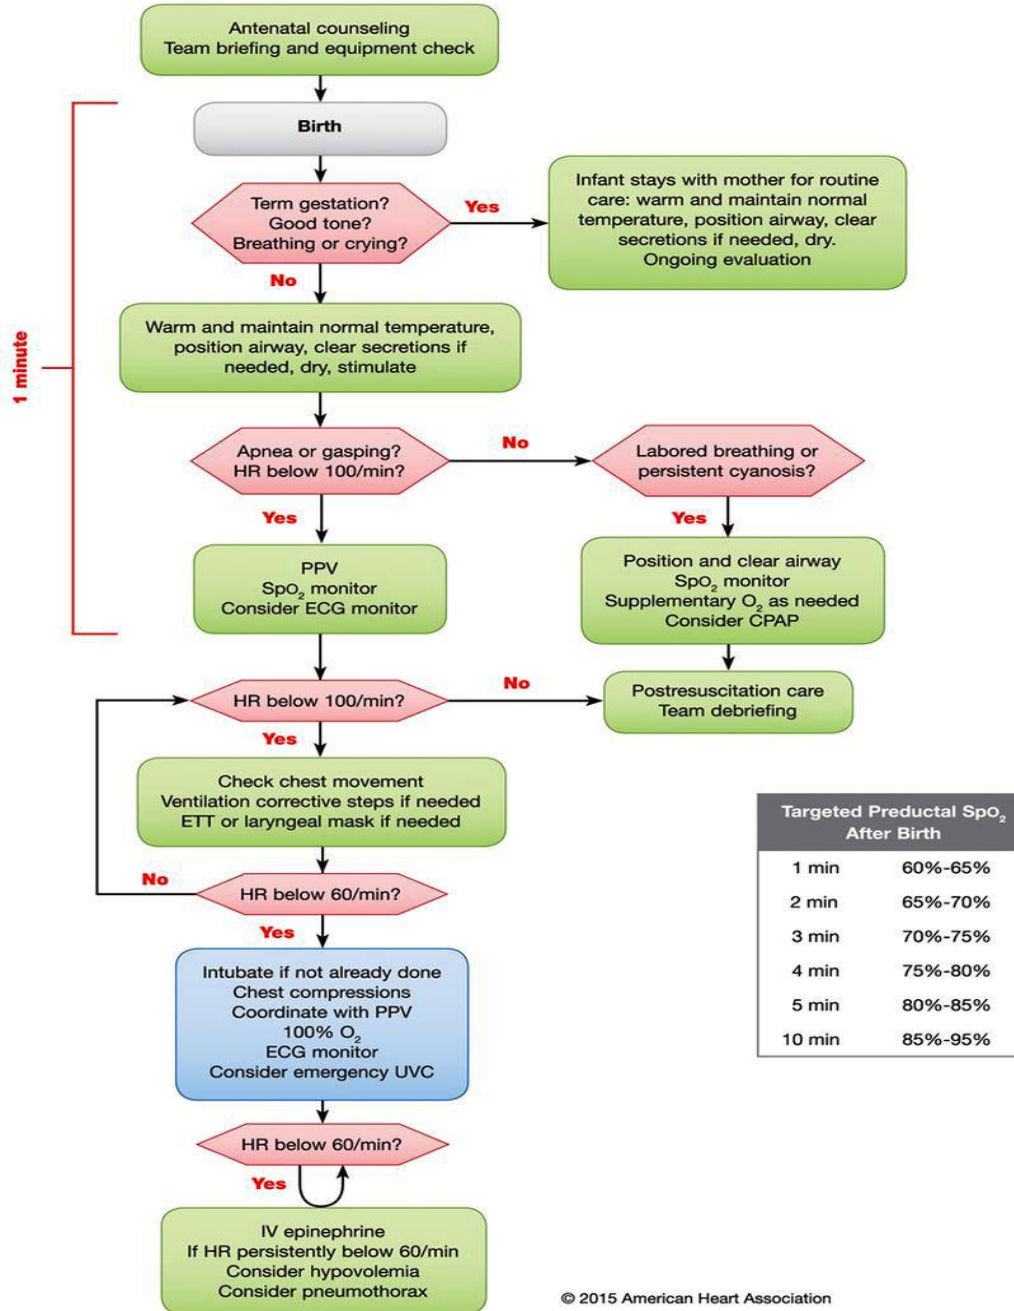 Antenatal counseling
Team briefing and equipment check
Birth
Term gestation?
Good tone?
Breathing or crying?
Yes
Infant stays with mother for routine
care: warm and maintain normal
temperature, position airway, clear
secretions if needed, dry.
Ongoing evaluation
No
1 minute
Warm and maintain normal temperature,
position airway, clear secretions if
needed, dry, stimulate
Apnea or gasping?
HR below 100/min?
No
Labored breathing or
persistent cyanosis?
Yes
Yes
PPV
SpO₂ monitor
Consider ECG monitor
Position and clear airway
SpO₂ monitor
Supplementary O₂ as needed
Consider CPAP
HR below 100/min?
No
Postresuscitation care
Team debriefing
Yes
Check chest movement
Ventilation corrective steps if needed
ETT or laryngeal mask if needed
No
HR below 60/min?
Yes
Intubate if not already done
Chest compressions
Coordinate with PPV
100% O₂
ECG monitor
Consider emergency UVC
HR below 60/min?
Yes
IV epinephrine
If HR persistently below 60/min
Consider hypovolemia
Consider pneumothorax
Targeted Preductal SpO₂
After Birth
1 min 60%-65%
2 min 65%-70%
3 min 70%-75%
4 min 75%-80%
5 min 80%-85%
10 min 85%-95%
© 2015 American Heart Association